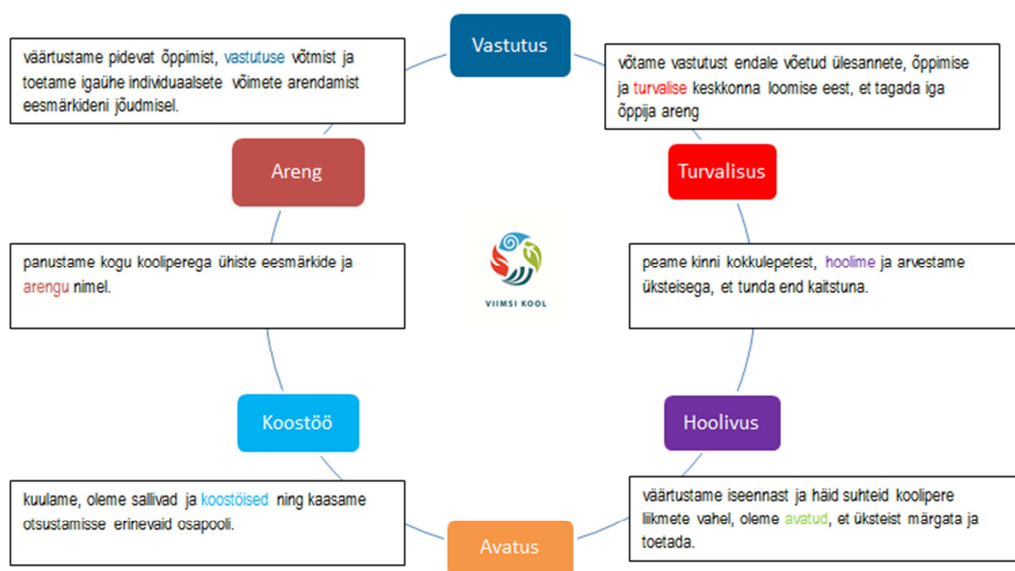 Vastutus
väärtustame pidevat õppimist, vastutuse võtmist ja
toetame igaühe individuaalsete võimete arendamist
eesmärkideni jõudmisel.
võtame vastutust endale võetud ülesannete, õppimise
ja turvalise keskkonna loomise eest, et tagada iga
õppija areng
Areng
Turvalisus
panustame kogu kooliperega ühiste eesmärkide ja
arengu nimel.
VIIMSI KOOL
peame kinni kokkulepetest, hoolime ja arvestame
üksteisega, et tunda end kaitstuna.
Koostöö
Hoolivus
kuulame, oleme sallivad ja koostöised ning kaasame
otsustamisse erinevaid osapooli.
väärtustame iseennast ja häid suhteid koolipere
liikmete vahel, oleme avatud, et üksteist märgata ja
toetada.
Avatus